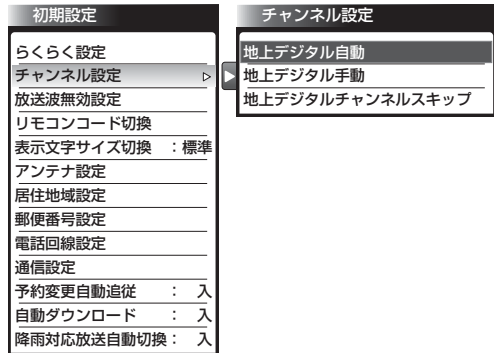 初期設定
らくらく設定
チャンネル設定
放送波無効設定
リモコンコード切換
表示文字サイズ切換 ：標準
アンテナ設定
居住地域設定
郵便番号設定
電話回線設定
通信設定
予約変更自動追従 ： 入
自動ダウンロード ： 入
降雨対応放送自動切換： 入
チャンネル設定
地上デジタル自動
地上デジタル手動
地上デジタルチャンネルスキップ